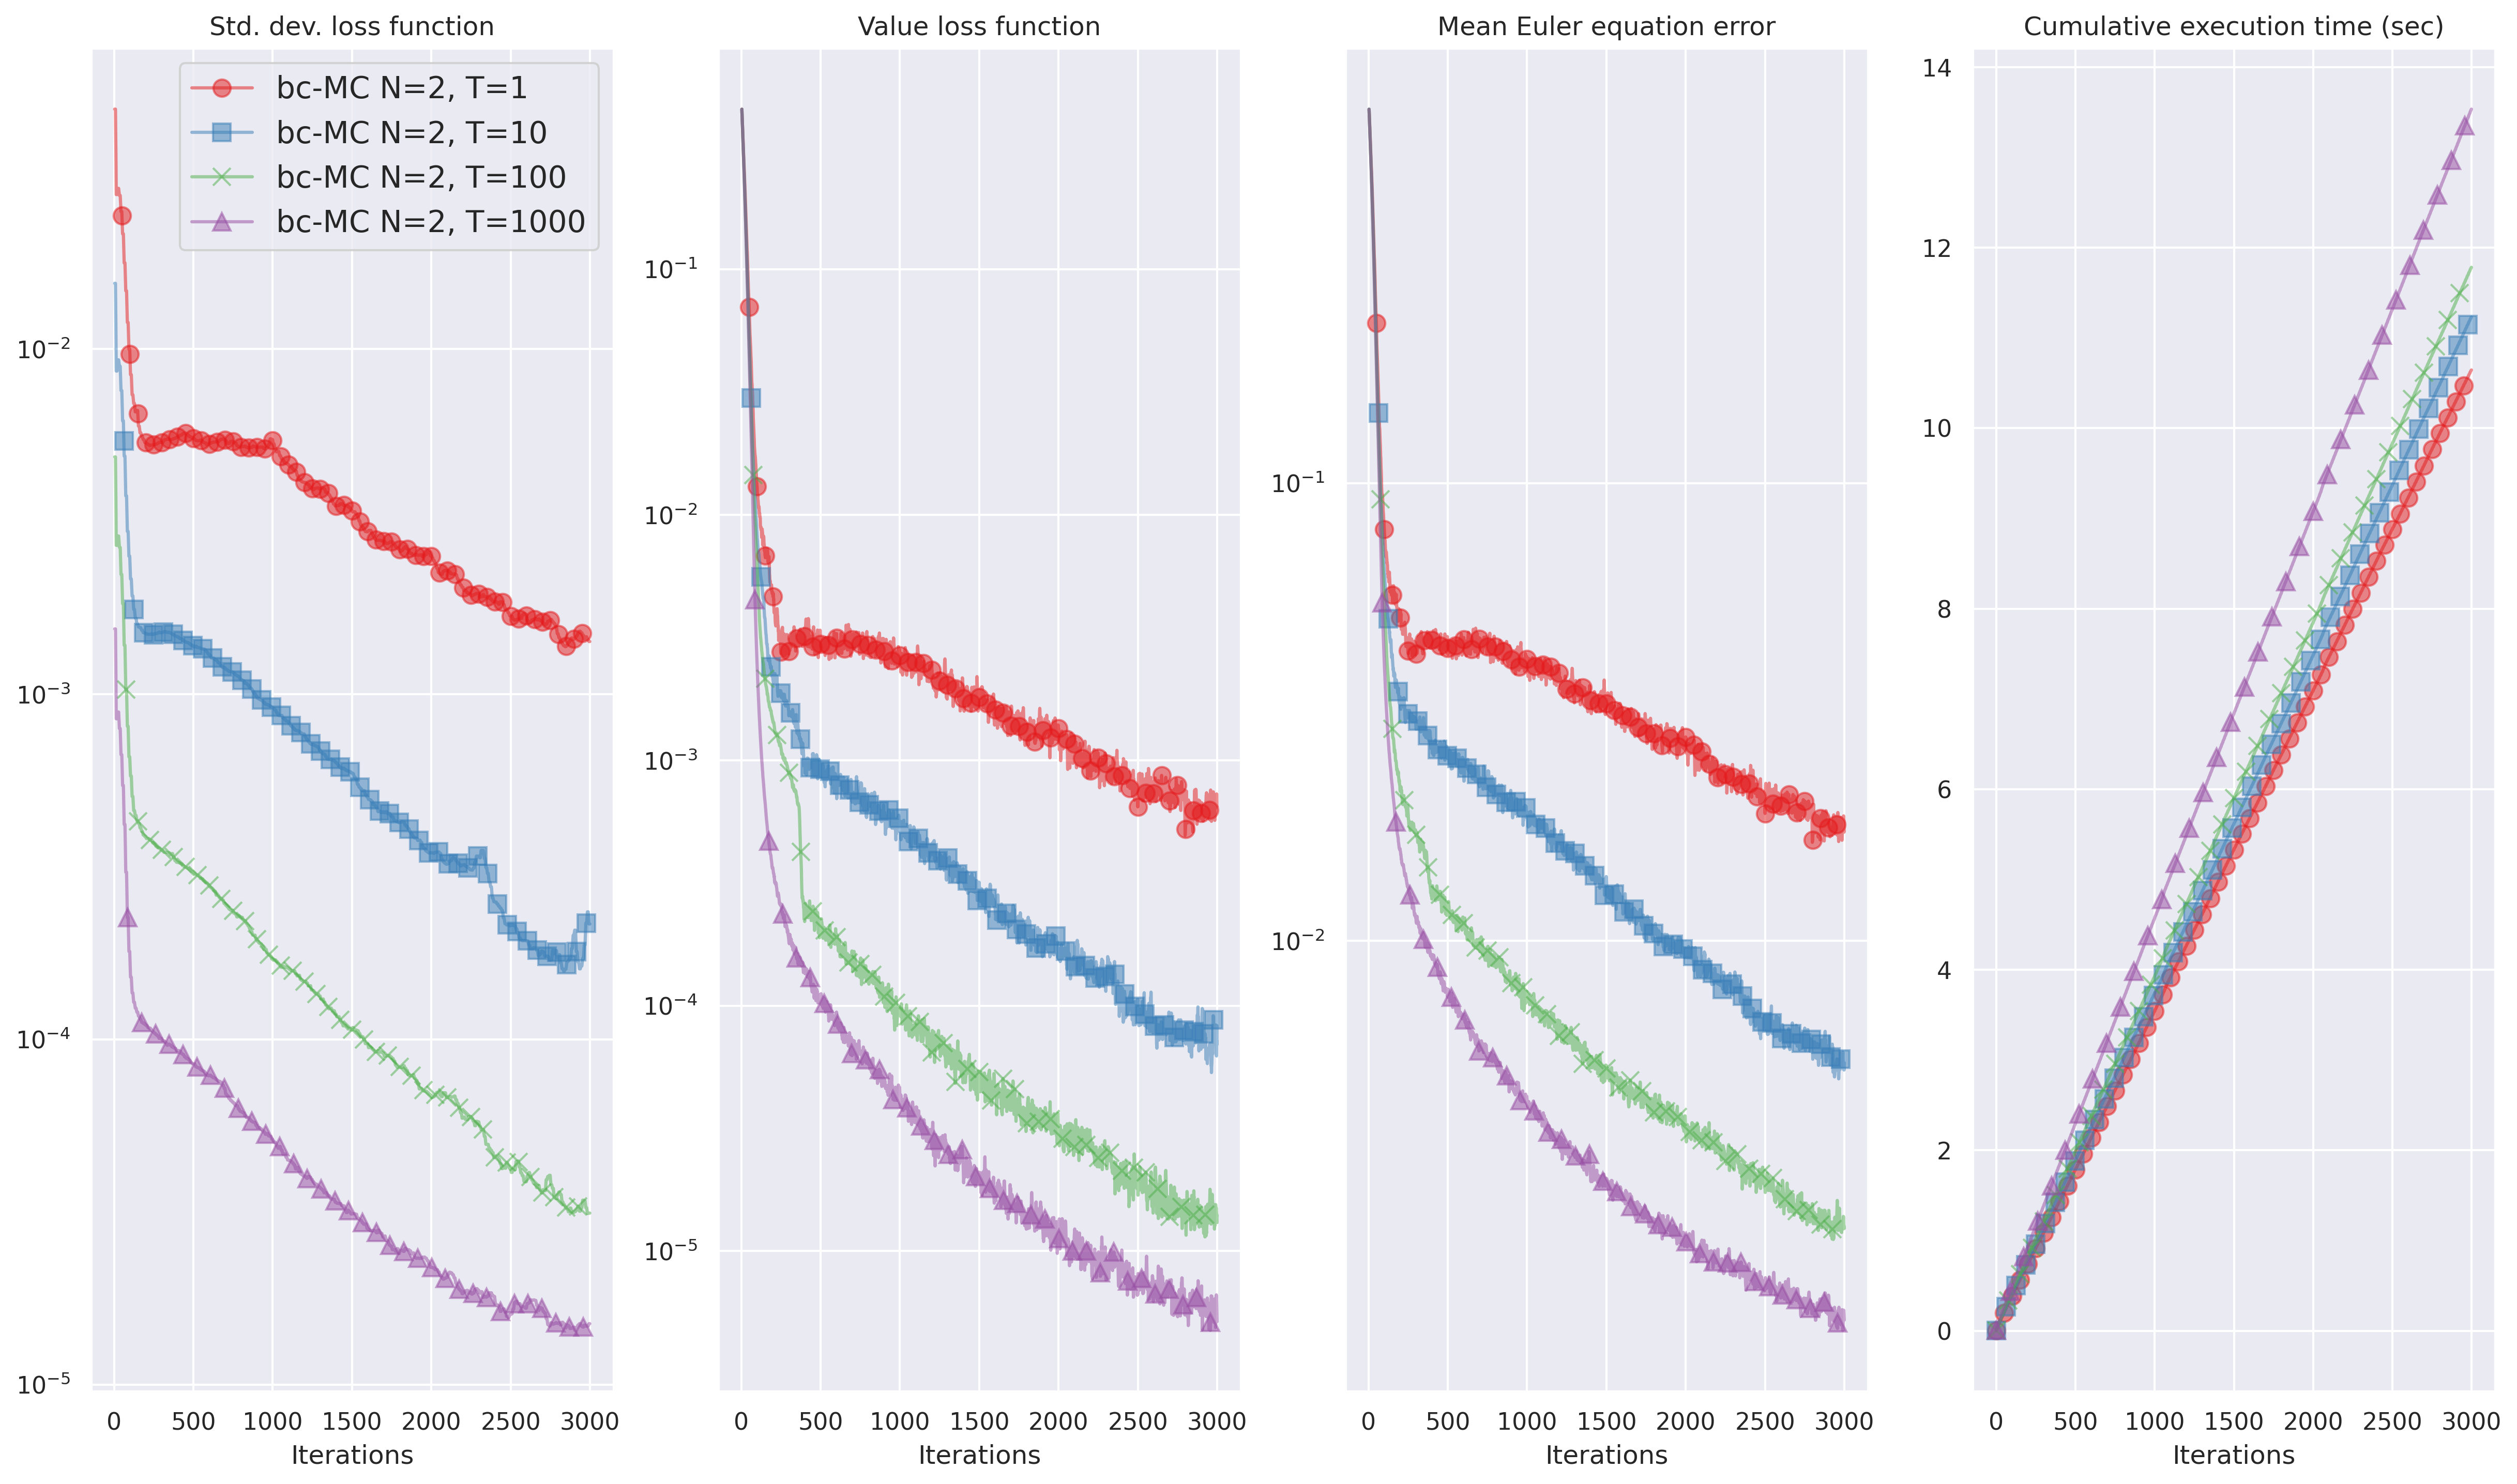 Std. dev. loss function
bc-MC N=2, T=1
bc-MC N=2, T=10
bc-MC N=2, T=100
bc-MC N=2, T=1000
10⁻²
10⁻³
10⁻⁴
10⁻⁵
0 500 1000 1500 2000 2500 3000
Iterations
Value loss function
10⁻¹
10⁻²
10⁻³
10⁻⁴
10⁻⁵
0 500 1000 1500 2000 2500 3000
Iterations
Mean Euler equation error
10⁻¹
10⁻²
0 500 1000 1500 2000 2500 3000
Iterations
Cumulative execution time (sec)
14
12
10
8
6
4
2
0
0 500 1000 1500 2000 2500 3000
Iterations